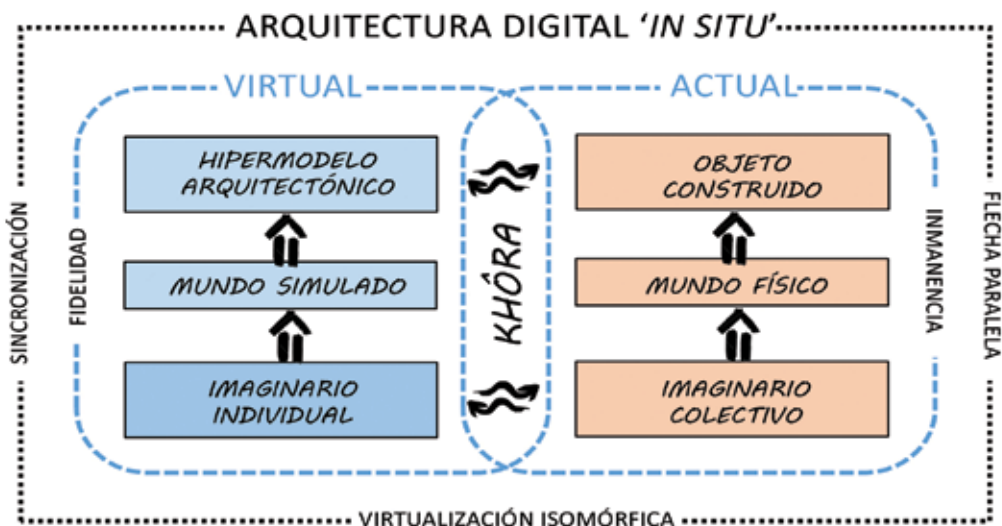 ARQUITECTURA DIGITAL ‘IN SITU’
VIRTUAL
ACTUAL
HIPERMODELO
ARQUITECTÓNICO
OBJETO
CONSTRUIDO
SINCRONIZACIÓN
FIDELIDAD
MUNDO SIMULADO
KHÔRA
MUNDO FÍSICO
INMANENCIA
FLECHA PARALELA
IMAGINARIO
INDIVIDUAL
IMAGINARIO
COLECTIVO
VIRTUALIZACIÓN ISOMÓRFICA